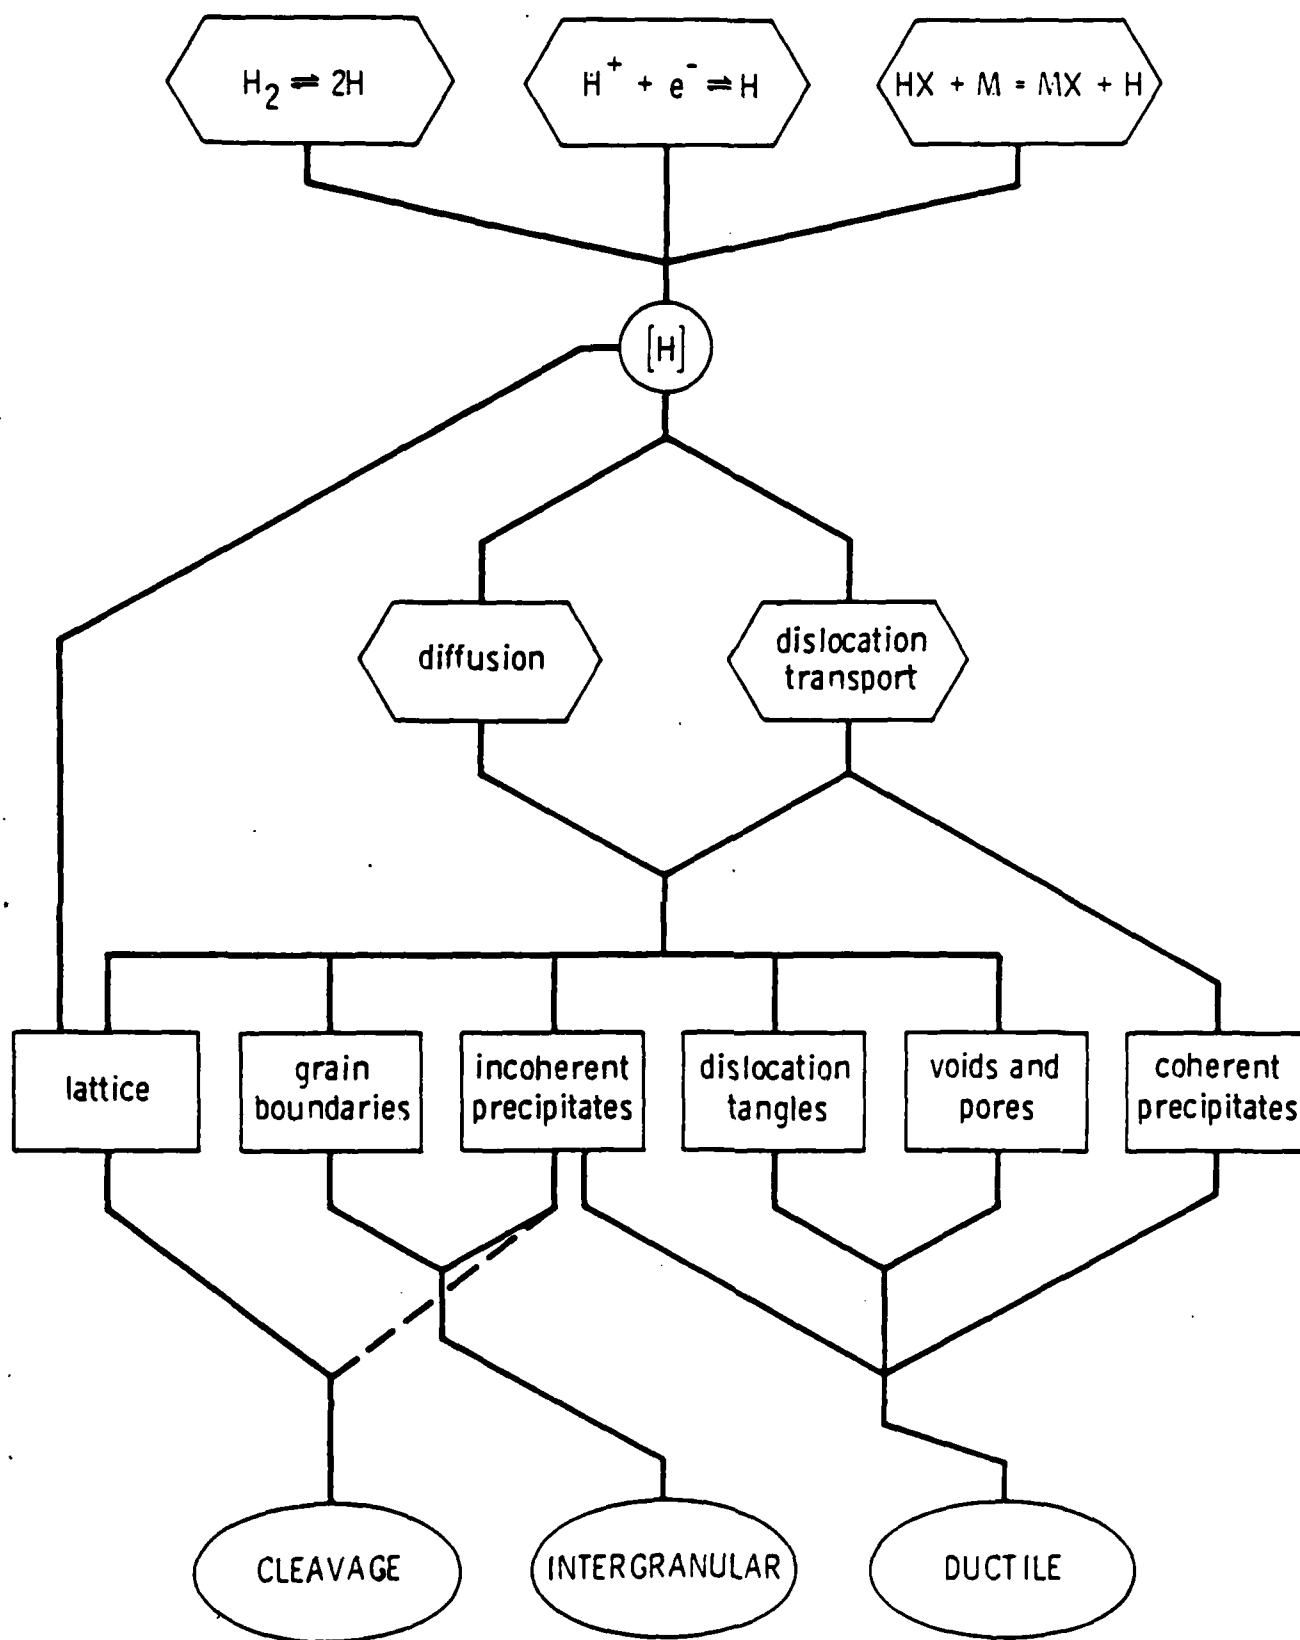 H₂ ⇌ 2H
H⁺ + e⁻ ⇌ H
HX + M = MX + H
[H]
diffusion
dislocation
transport
lattice
grain
boundaries
incoherent
precipitates
dislocation
tangles
voids and
pores
coherent
precipitates
CLEAVAGE
INTERGRANULAR
DUCTILE